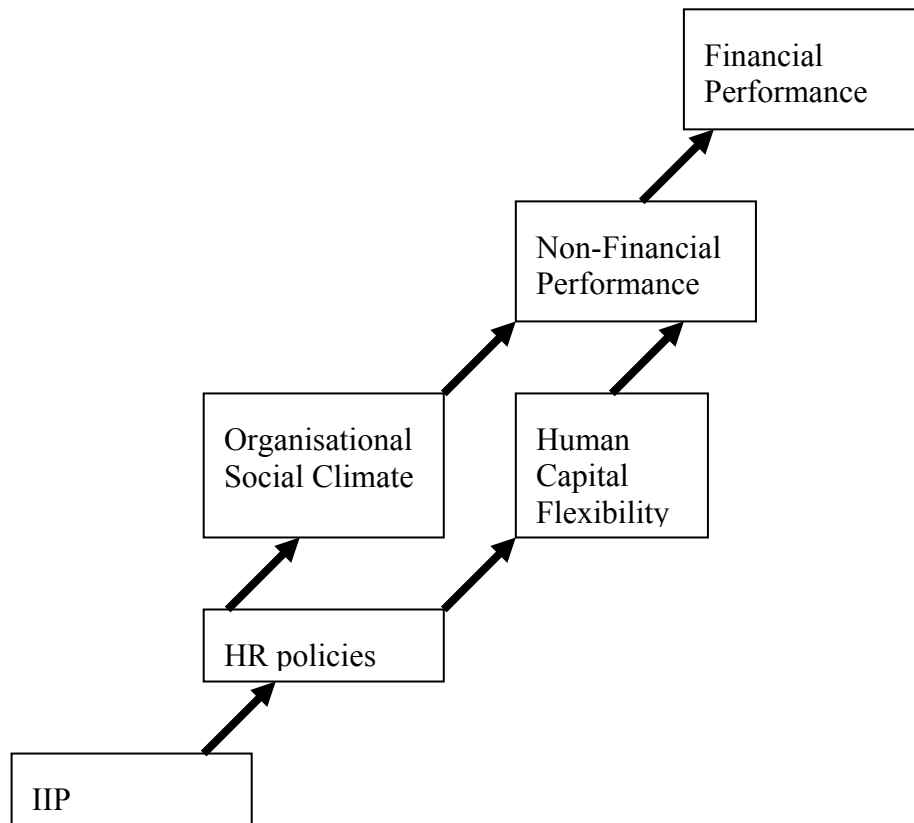 Financial
Performance
Non-Financial
Performance
Organisational
Social Climate
Human
Capital
Flexibility
HR policies
IIP